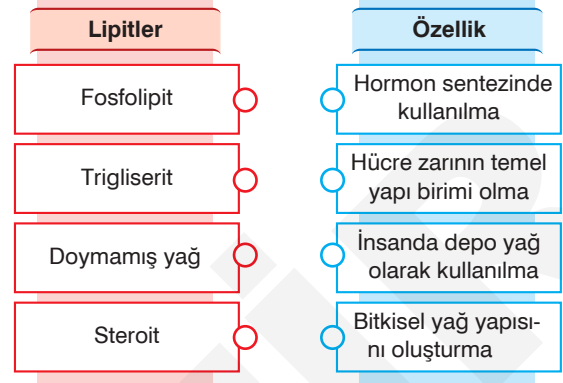 Lipitler
Özellik
Fosfolipit
Hormon sentezinde
kullanılma
Trigliserit
Hücre zarının temel
yapı birimi olma
Doymamış yağ
İnsanda depo yağ
olarak kullanılma
Steroit
Bitkisel yağ yapısı-
nı oluşturma